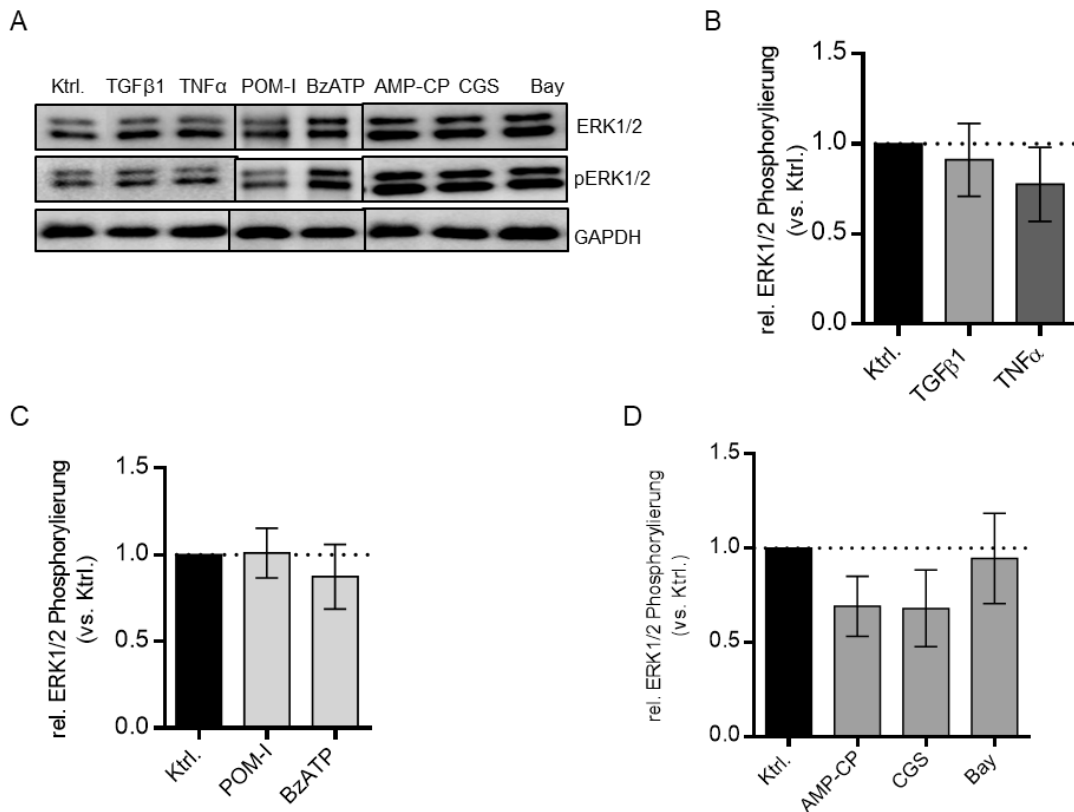 A
Ktrl. TGFβ1 TNFα POM-I BzATP AMP-CP CGS Bay
ERK1/2
pERK1/2
GAPDH
B
rel. ERK1/2 Phosphorylierung
(vs. Ktrl.)
1.5
1.0
0.5
0.0
Ktrl.
TGFβ1
TNFα
C
rel. ERK1/2 Phosphorylierung
(vs. Ktrl.)
1.5
1.0
0.5
0.0
Ktrl.
POM-I
BzATP
D
rel. ERK1/2 Phosphorylierung
(vs. Ktrl.)
1.5
1.0
0.5
0.0
Ktrl.
AMP-CP
CGS
Bay